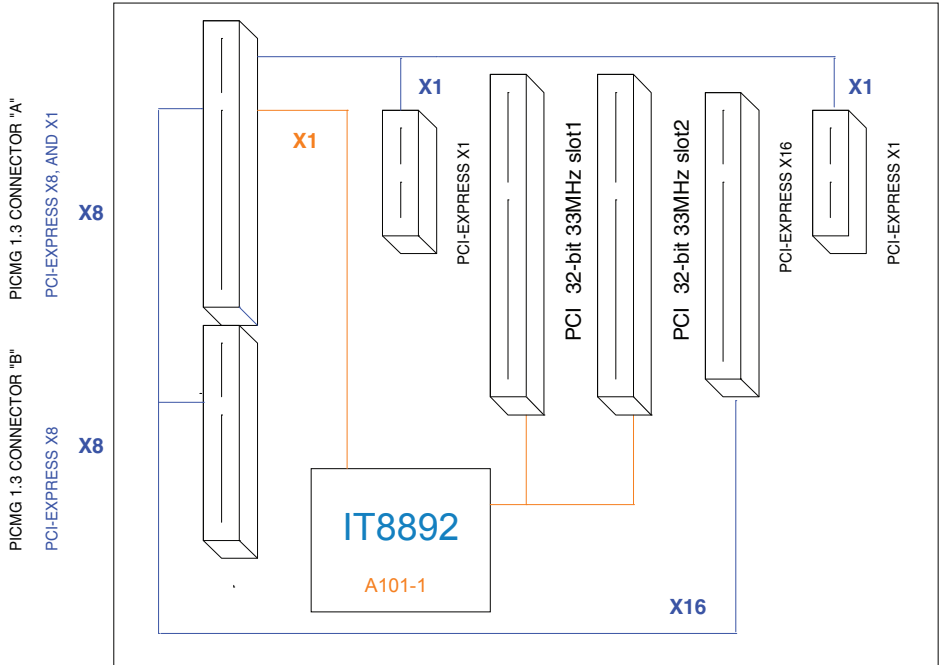 PICMG 1.3 CONNECTOR "A"
PCI-EXPRESS X8, AND X1
X8
PICMG 1.3 CONNECTOR "B"
PCI-EXPRESS X8
X8
X1
X1
PCI-EXPRESS X1
PCI 32-bit 33MHz slot1
PCI 32-bit 33MHz slot2
PCI-EXPRESS X16
X1
PCI-EXPRESS X1
IT8892
A101-1
X16